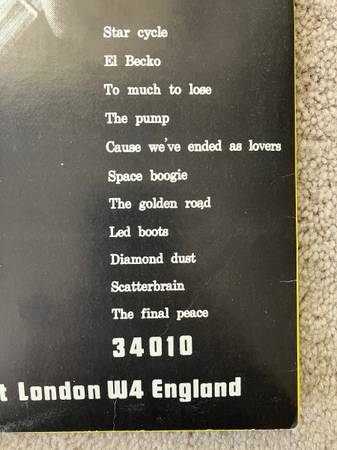 Star cycle
El Becko
To much to lose
The pump
Cause we've ended as lovers
Space boogie
The golden road
Led boots
Diamond dust
Scatterbrain
The final peace
34010
t London W4 England